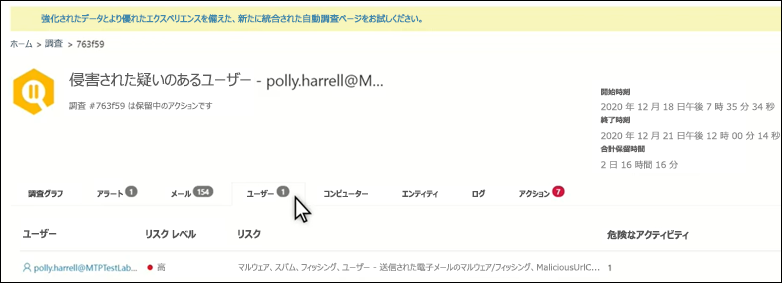 強化されたデータとより優れたエクスペリエンスを備えた、新たに統合された自動調査ページをお試しください。
ホーム > 調査 > 763f59
侵害された疑いのあるユーザー - polly.harrell@M...
調査 #763f59 は保留中のアクションです
開始時刻
2020 年 12 月 18 日午後 7 時 35 分 34 秒
終了時刻
2020 年 12 月 21 日午後 12 時 00 分 14 秒
合計保留時間
2 日 16 時間 16 分
調査グラフ アラート 1 メール 154 ユーザー 1 コンピューター エンティティ ログ アクション 7
ユーザー リスク レベル リスク 危険なアクティビティ
polly.harrell@MTPTestLab... 高 マルウェア、スパム、フィッシング、ユーザー - 送信された電子メールのマルウェア/フィッシング、MaliciousUrlC... 1